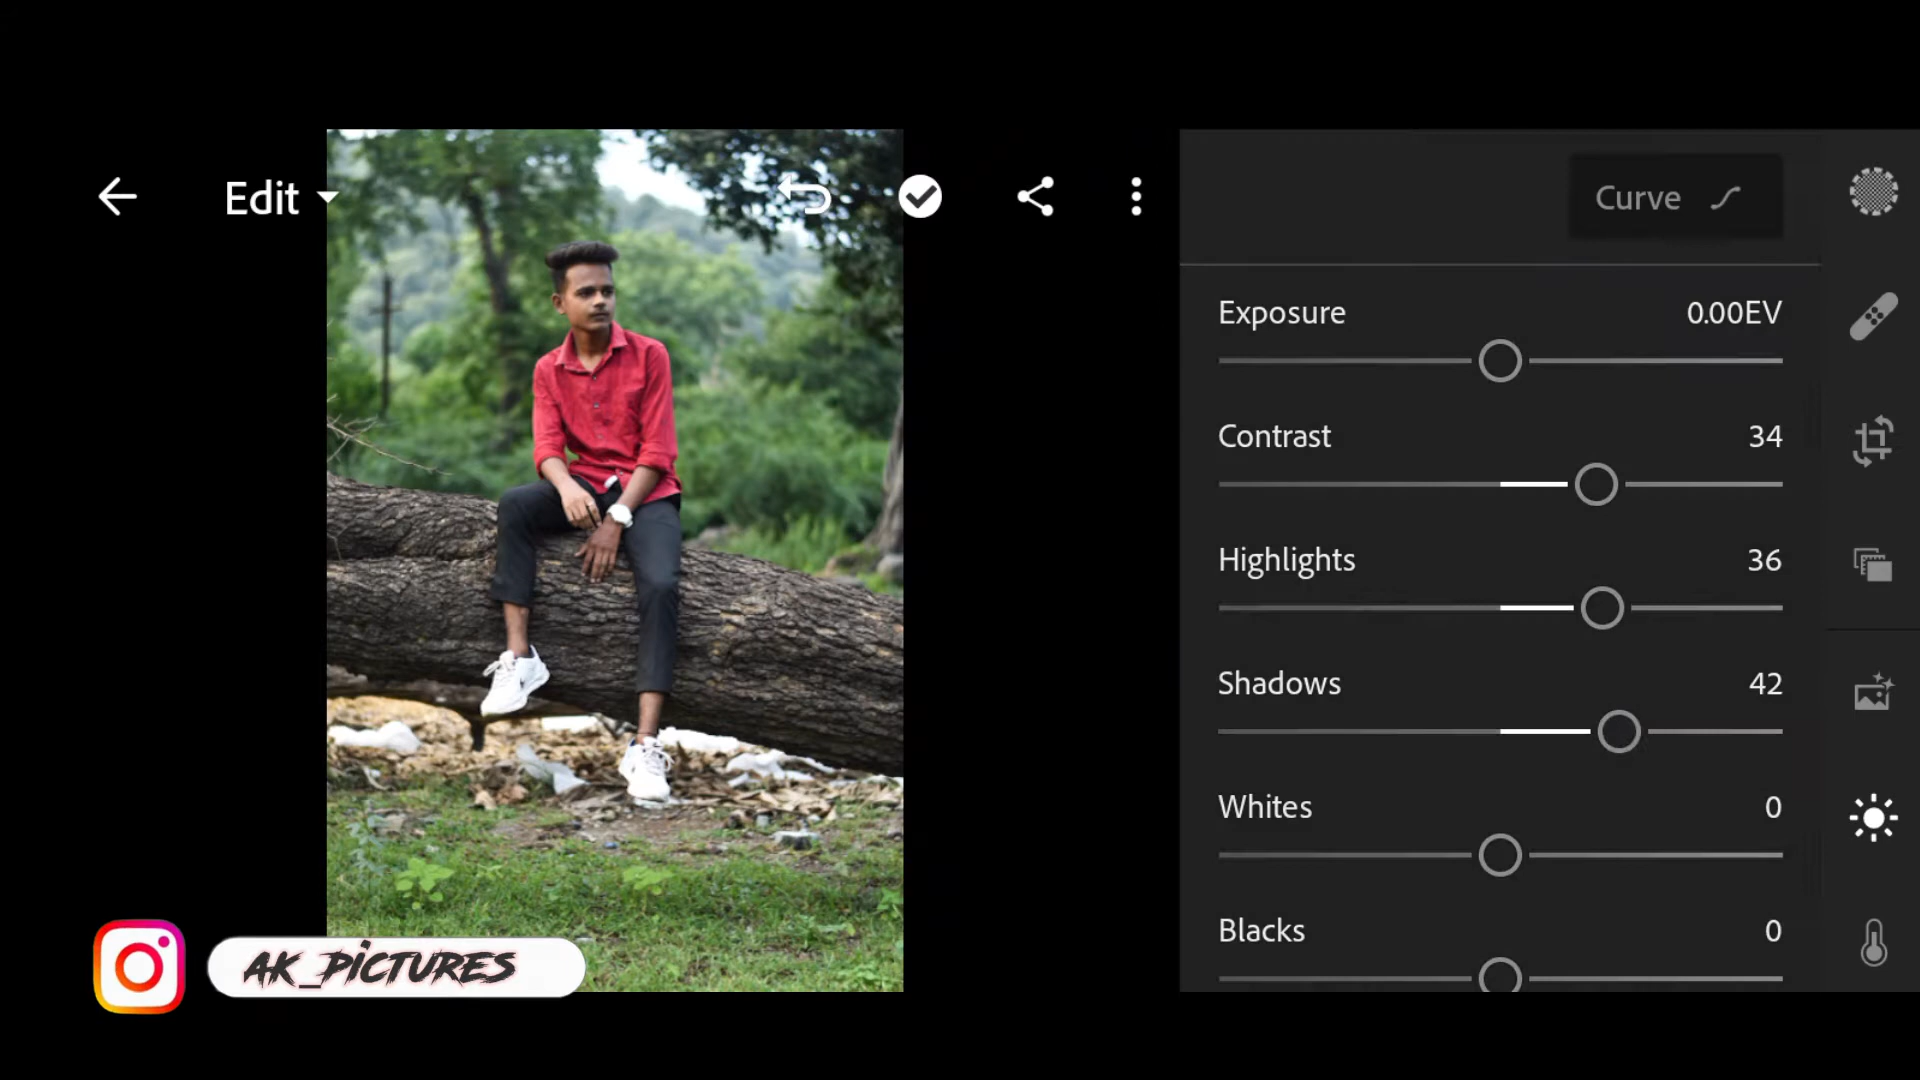 Edit
Curve
Exposure 0.00EV
Contrast 34
Highlights 36
Shadows 42
Whites 0
Blacks 0
AK_PICTURES